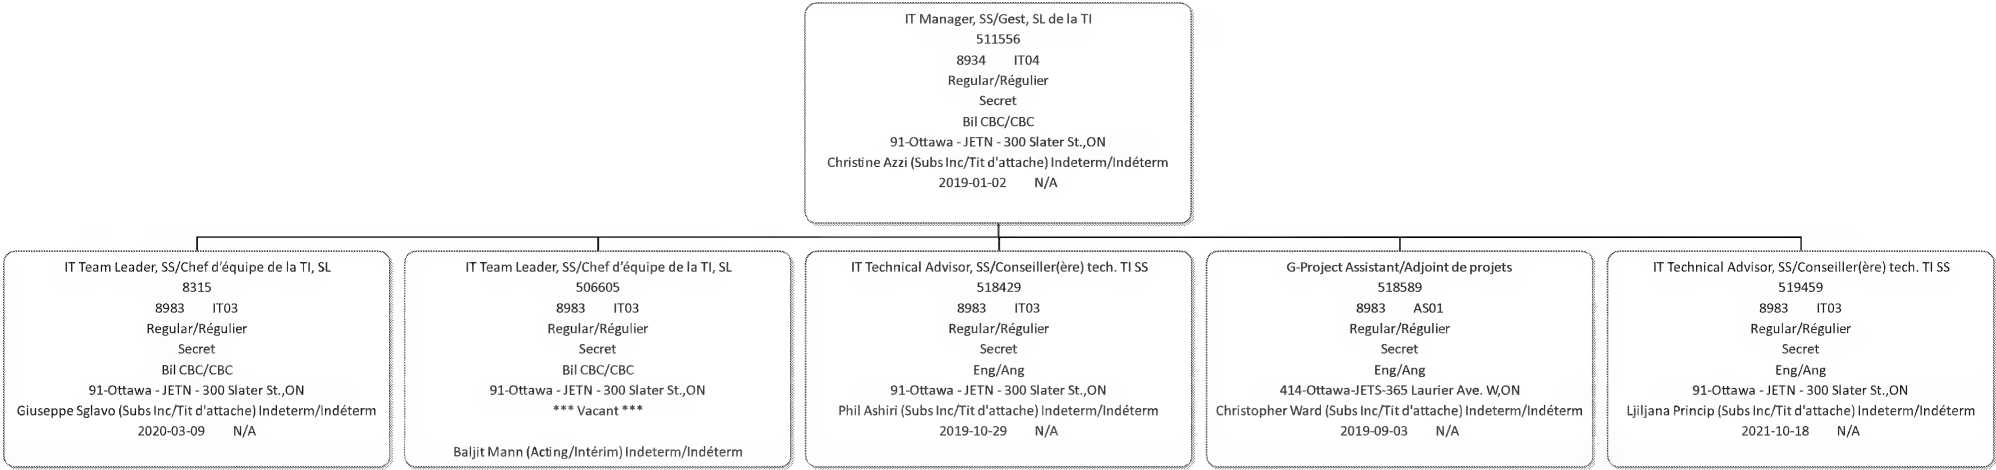 IT Manager, SS/Gest, SL de la TI
511556
8934 IT04
Regular/Régulier
Secret
Bil CBC/CBC
91-Ottawa - JETN - 300 Slater St.,ON
Christine Azzi (Subs Inc/Tit d'attache) Indeterm/Indéterm
2019-01-02 N/A
IT Team Leader, SS/Chef d'équipe de la TI, SL
8315
8983 IT03
Regular/Régulier
Secret
Bil CBC/CBC
91-Ottawa - JETN - 300 Slater St.,ON
Giuseppe Sglavo (Subs Inc/Tit d'attache) Indeterm/Indéterm
2020-03-09 N/A
IT Team Leader, SS/Chef d'équipe de la TI, SL
506605
8983 IT03
Regular/Régulier
Secret
Bil CBC/CBC
91-Ottawa - JETN - 300 Slater St.,ON
*** Vacant ***
Baljit Mann (Acting/Intérim) Indeterm/Indéterm
IT Technical Advisor, SS/Conseiller(ère) tech. TI SS
518429
8983 IT03
Regular/Régulier
Secret
Eng/Ang
91-Ottawa - JETN - 300 Slater St.,ON
Phil Ashiri (Subs Inc/Tit d'attache) Indeterm/Indéterm
2019-10-29 N/A
G-Project Assistant/Adjoint de projets
518589
8983 AS01
Regular/Régulier
Secret
Eng/Ang
414-Ottawa-JETS-365 Laurier Ave. W,ON
Christopher Ward (Subs Inc/Tit d'attache) Indeterm/Indéterm
2019-09-03 N/A
IT Technical Advisor, SS/Conseiller(ère) tech. TI SS
519459
8983 IT03
Regular/Régulier
Secret
Eng/Ang
91-Ottawa - JETN - 300 Slater St.,ON
Ljiljana Princip (Subs Inc/Tit d'attache) Indeterm/Indéterm
2021-10-18 N/A